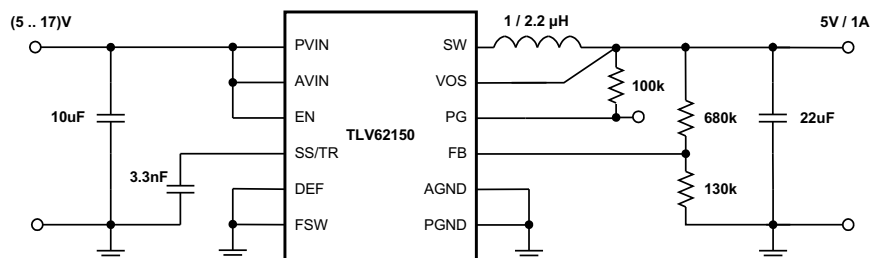 (5 .. 17)V
1 / 2.2 µH
5V / 1A
PVIN
SW
AVIN
VOS
100k
10uF
EN
PG
680k
22uF
TLV62150
SS/TR
FB
3.3nF
DEF
AGND
130k
FSW
PGND